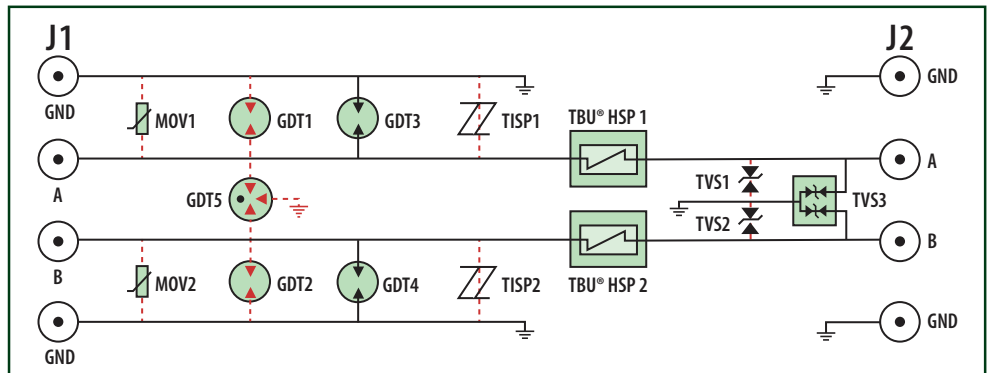 J1
J2
GND
GND
MOV1
GDT1
GDT3
TISP1
TBU® HSP 1
A
A
GDT5
TVS1
TVS2
TVS3
B
B
MOV2
GDT2
GDT4
TISP2
TBU® HSP 2
GND
GND